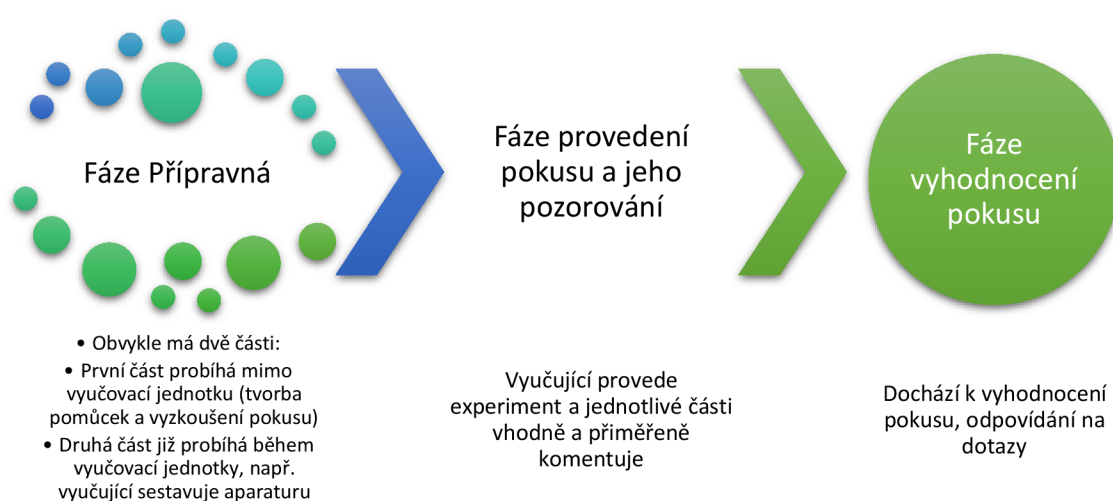 Fáze Přípravná
• Obvykle má dvě části:
• První část probíhá mimo
vyučovací jednotku (tvorba
pomůcek a vyzkoušení pokusu)
• Druhá část již probíhá během
vyučovací jednotky, např.
vyučující sestavuje aparaturu
Fáze provedení
pokusu a jeho
pozorování
Vyučující provede
experiment a jednotlivé části
vhodně a přiměřeně
komentuje
Fáze
vyhodnocení
pokusu
Dochází k vyhodnocení
pokusu, odpovídání na
dotazy